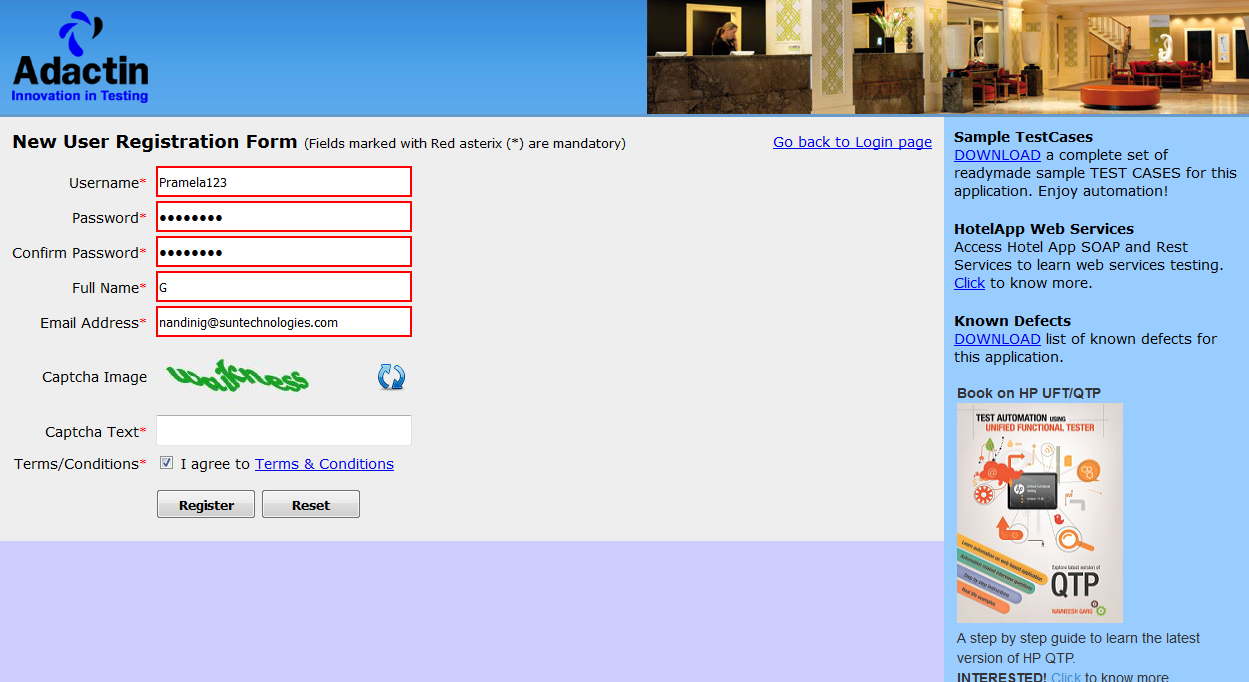 Adactin
Innovation in Testing
New User Registration Form (Fields marked with Red asterix (*) are mandatory)
Go back to Login page
Username* Pramela123
Password* ••••••••
Confirm Password* ••••••••
Full Name* G
Email Address* nandinig@suntechnologies.com
Captcha Image
Captcha Text*
Terms/Conditions* I agree to Terms & Conditions
Register Reset
Sample TestCases
DOWNLOAD a complete set of
readymade sample TEST CASES for this
application. Enjoy automation!
HotelApp Web Services
Access Hotel App SOAP and Rest
Services to learn web services testing.
Click to know more.
Known Defects
DOWNLOAD list of known defects for
this application.
Book on HP UFT/QTP
TEST AUTOMATION USING
UNIFIED FUNCTIONAL TESTER
Learn automation on web based application
Automation related interview questions
Step by step instructions
Real life examples
Explore latest version of
QTP
NAVNEESH GARG
A step by step guide to learn the latest
version of HP QTP.
INTERESTED! Click to know more